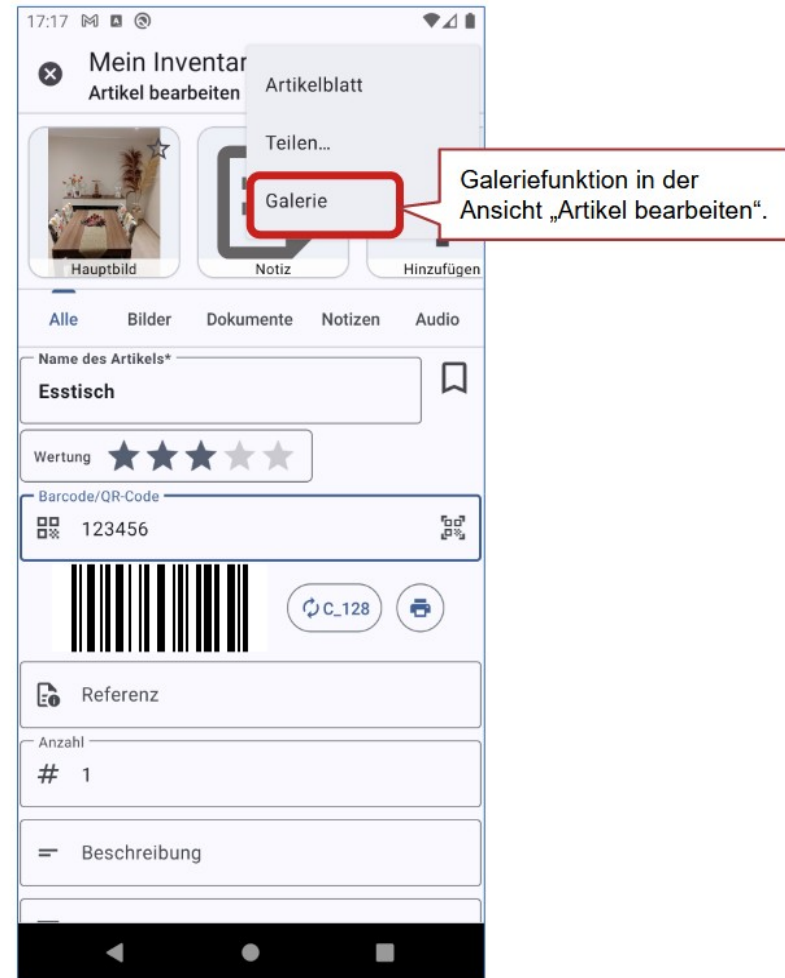 17:17
Mein Inventar
Artikel bearbeiten
Artikelblatt
Teilen...
Galerie
Galeriefunktion in der
Ansicht „Artikel bearbeiten“.
Hauptbild
Notiz
Hinzufügen
Alle Bilder Dokumente Notizen Audio
Name des Artikels*
Esstisch
Wertung
Barcode/QR-Code
123456
C_128
Referenz
Anzahl
# 1
Beschreibung